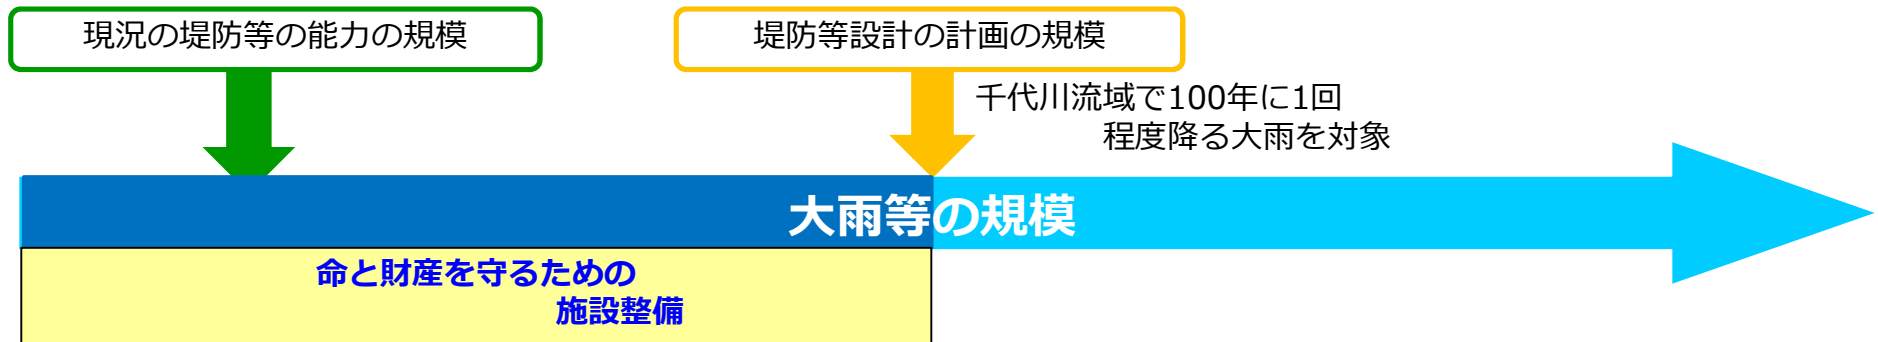 現況の堤防等の能力の規模
堤防等設計の計画の規模
千代川流域で100年に1回
程度降る大雨を対象
大雨等の規模
命と財産を守るための
施設整備